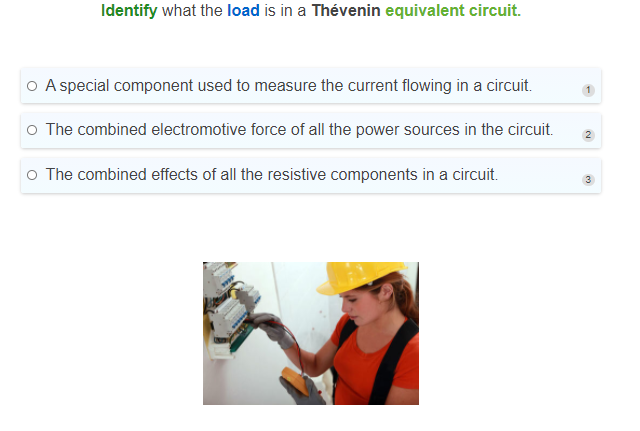 Identify what the load is in a Thévenin equivalent circuit.
A special component used to measure the current flowing in a circuit.
1
The combined electromotive force of all the power sources in the circuit.
2
The combined effects of all the resistive components in a circuit.
3